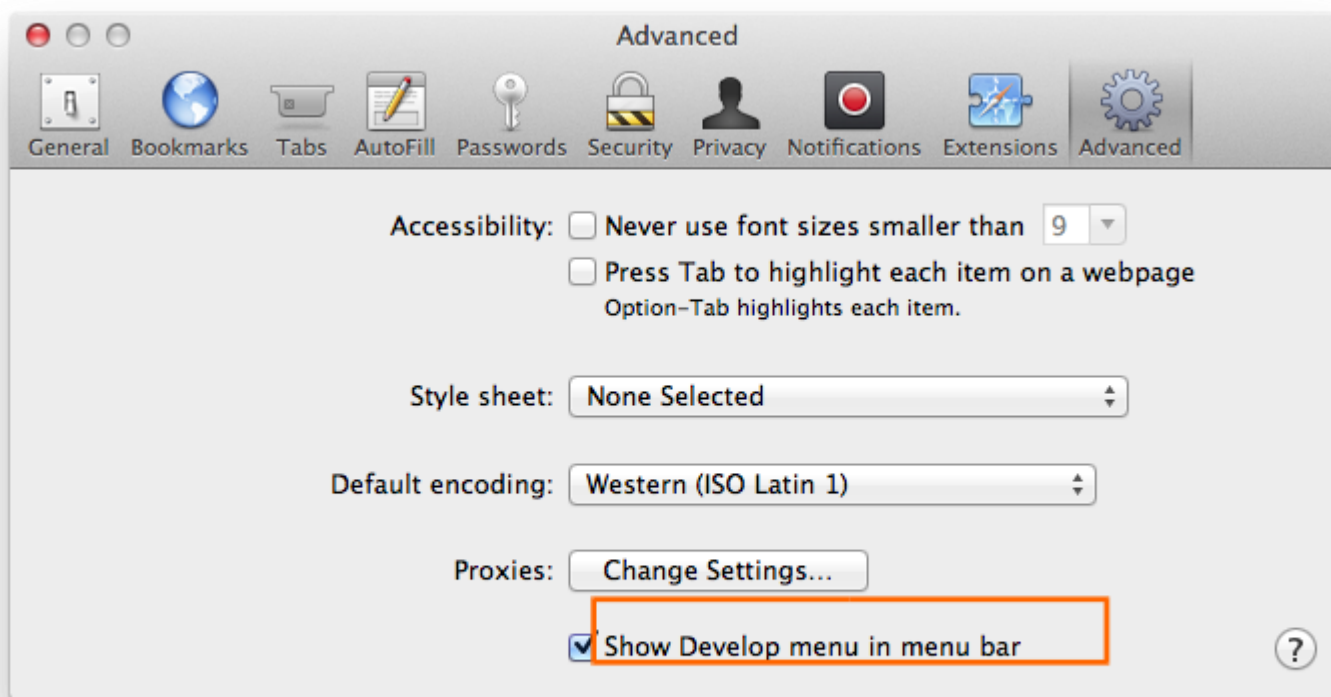 Advanced
General Bookmarks Tabs AutoFill Passwords Security Privacy Notifications Extensions Advanced
Accessibility: Never use font sizes smaller than 9
Press Tab to highlight each item on a webpage
Option-Tab highlights each item.
Style sheet: None Selected
Default encoding: Western (ISO Latin 1)
Proxies: Change Settings...
Show Develop menu in menu bar ?